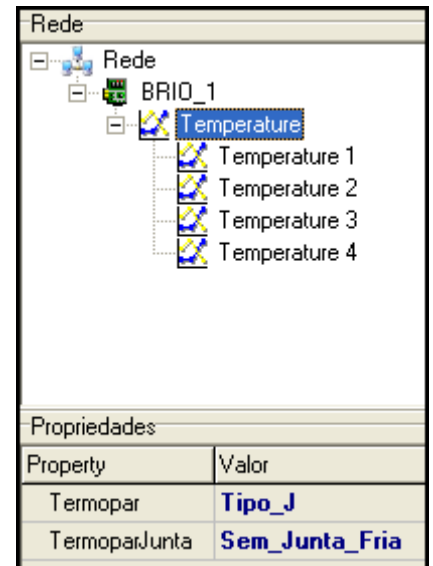 Rede
Rede
BRIO_1
Temperature
Temperature 1
Temperature 2
Temperature 3
Temperature 4
Propriedades
Property Valor
Termopar Tipo_J
TermoparJunta Sem_Junta_Fria